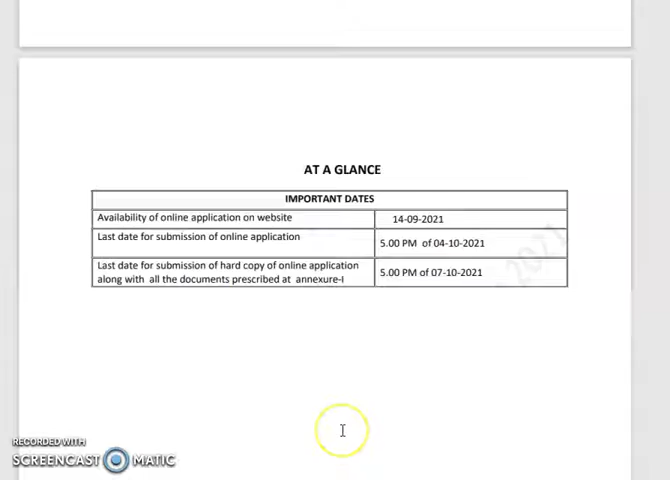 AT A GLANCE
IMPORTANT DATES
Availability of online application on website 14-09-2021
Last date for submission of online application 5.00 PM of 04-10-2021
Last date for submission of hard copy of online application
along with all the documents prescribed at annexure-I 5.00 PM of 07-10-2021
2021
RECORDED WITH
SCREENCAST MATIC